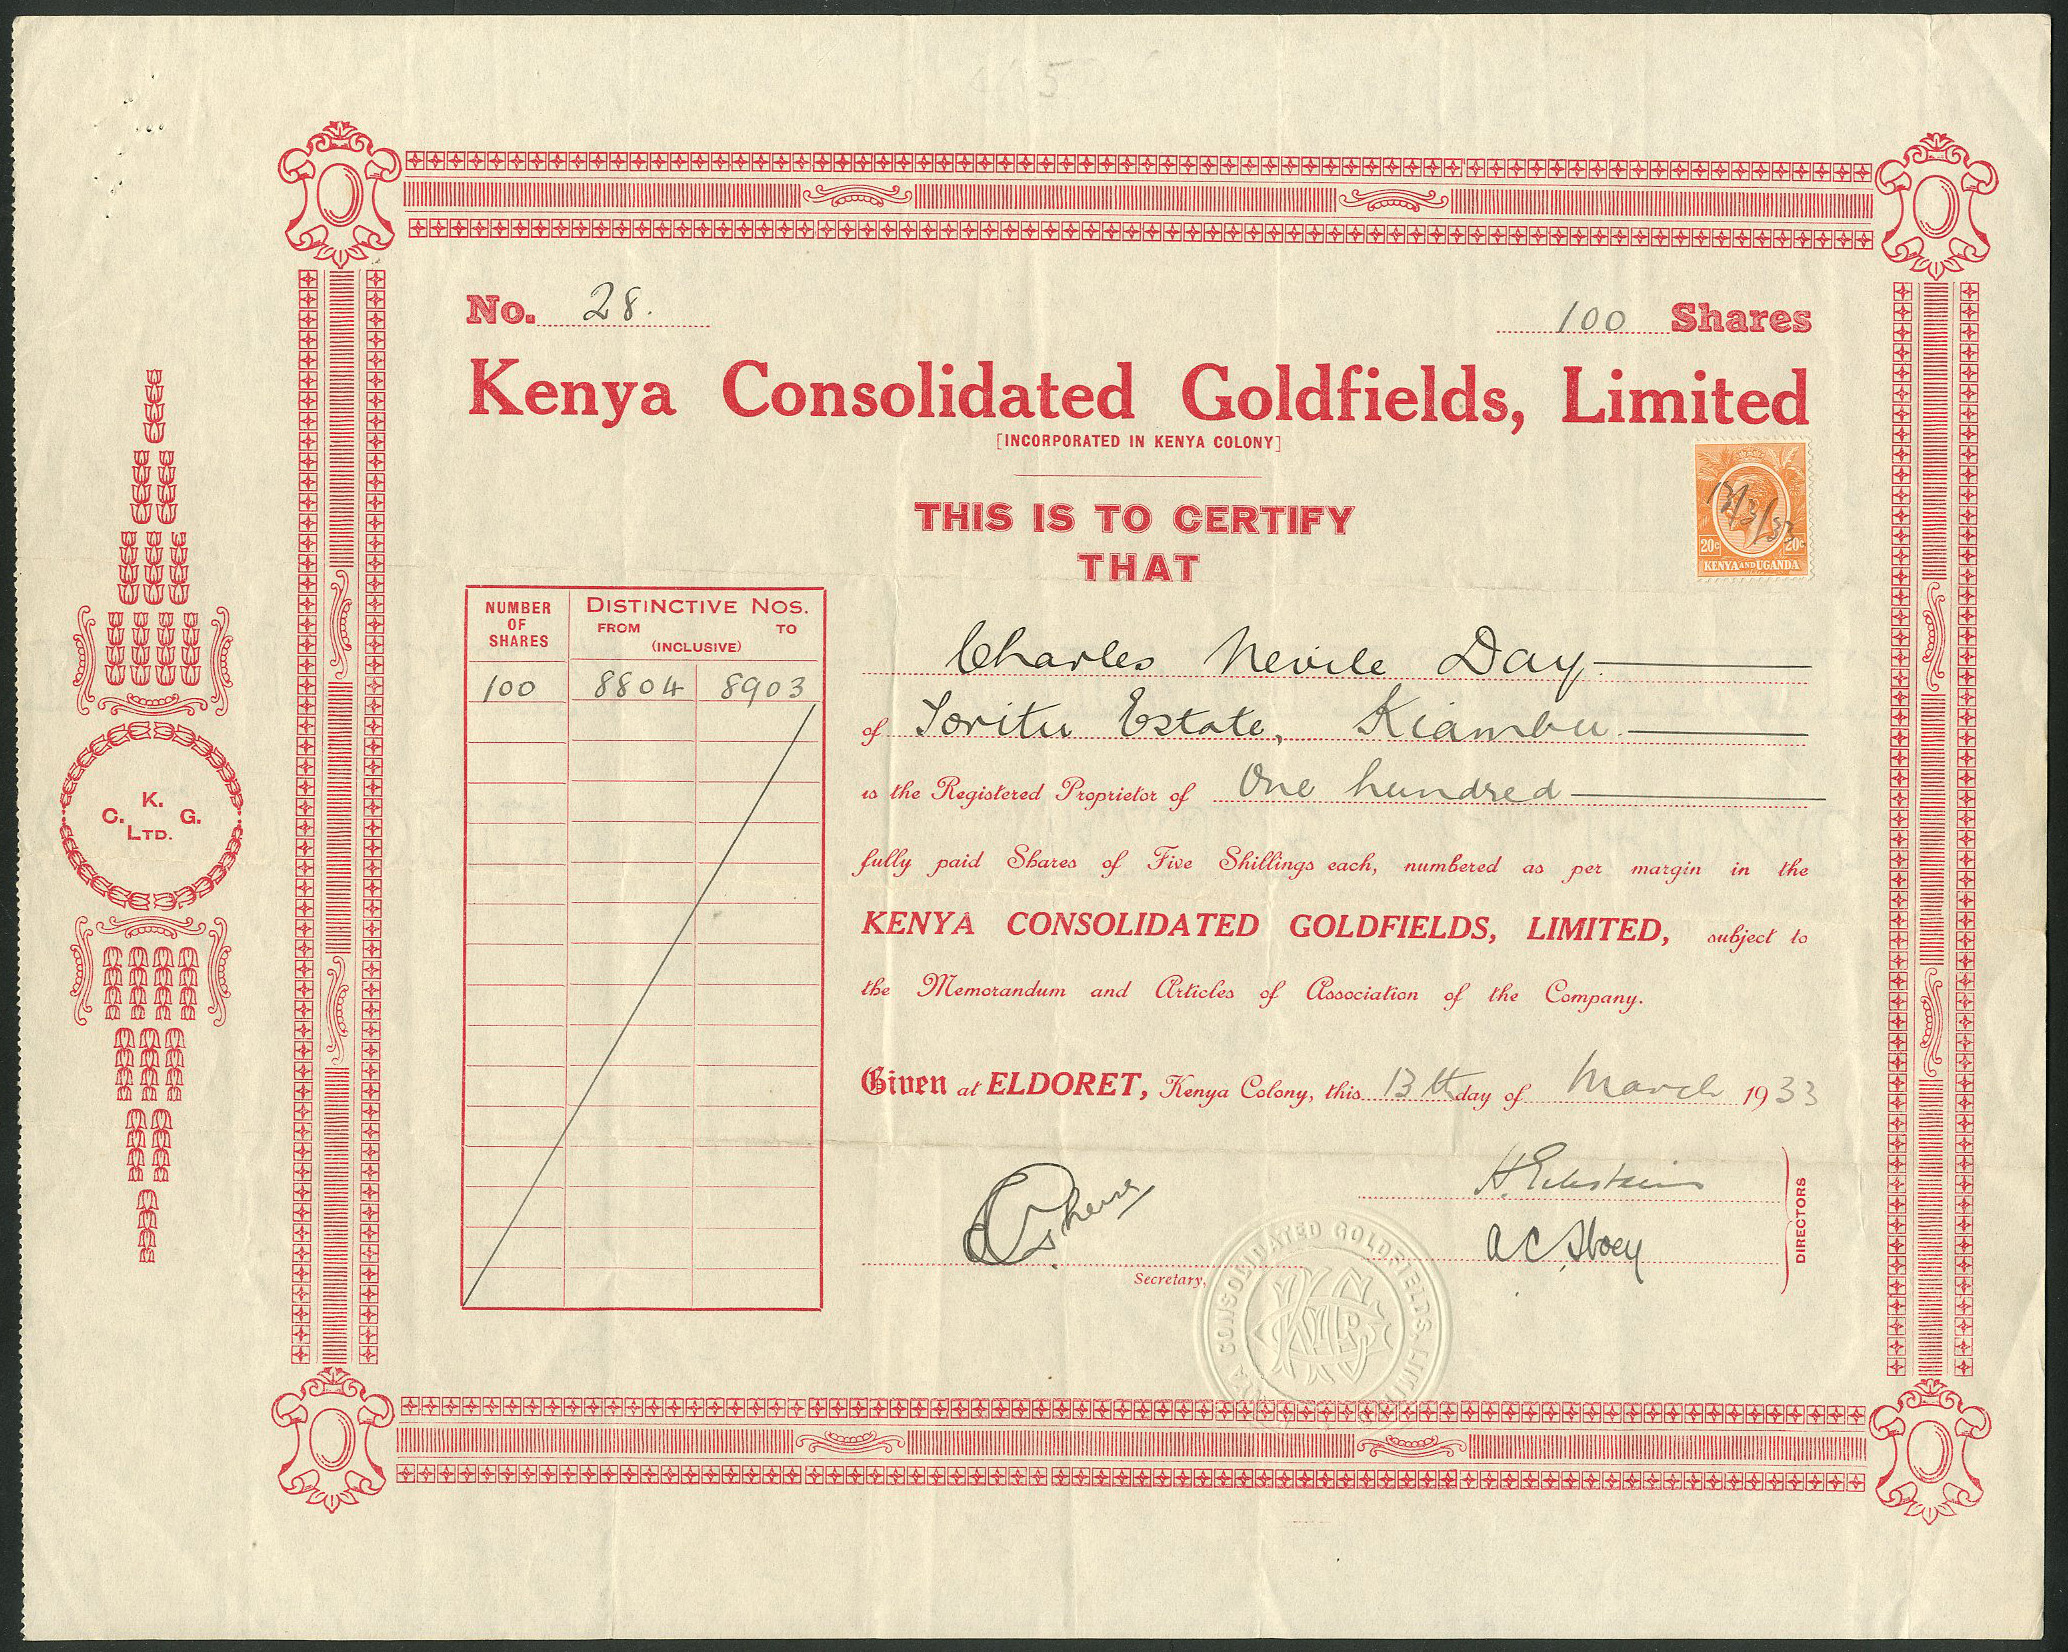 No. 28.
100 Shares
Kenya Consolidated Goldfields, Limited
[INCORPORATED IN KENYA COLONY]
THIS IS TO CERTIFY
THAT
13/3/33
20c 20c
KENYA AND UGANDA
NUMBER OF SHARES
DISTINCTIVE NOS.
FROM TO
(INCLUSIVE)
100 8804 8903
Charles Nevile Day
of Toritu Estate, Kiambu
is the Registered Proprietor of One hundred
fully paid Shares of Five Shillings each, numbered as per margin in the
KENYA CONSOLIDATED GOLDFIELDS, LIMITED, subject to
the Memorandum and Articles of Association of the Company.
Given at ELDORET, Kenya Colony, this 13th day of March 1933
Secretary,
DIRECTORS
CONSOLIDATED GOLDFIELDS,
K.
C. G.
LTD.